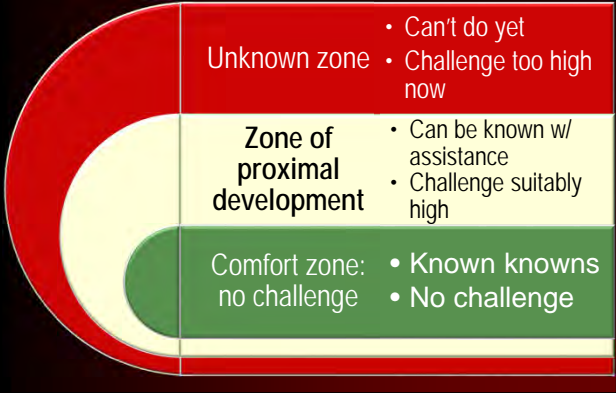 Unknown zone
• Can't do yet
• Challenge too high
now
Zone of
proximal
development
• Can be known w/
assistance
• Challenge suitably
high
Comfort zone:
no challenge
• Known knowns
• No challenge